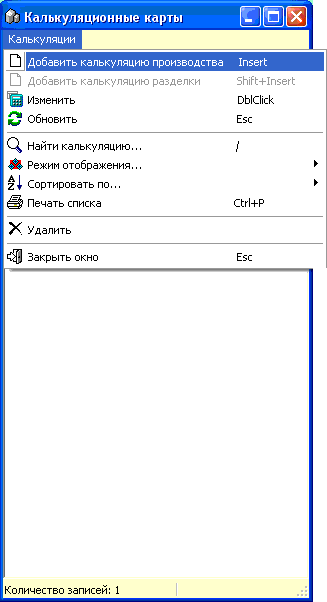 Калькуляционные карты
Калькуляции
Добавить калькуляцию производства Insert
Добавить калькуляцию разделки Shift+Insert
Изменить DblClick
Обновить Esc
Найти калькуляцию... /
Режим отображения...
Сортировать по...
Печать списка Ctrl+P
Удалить
Закрыть окно Esc
Количество записей: 1